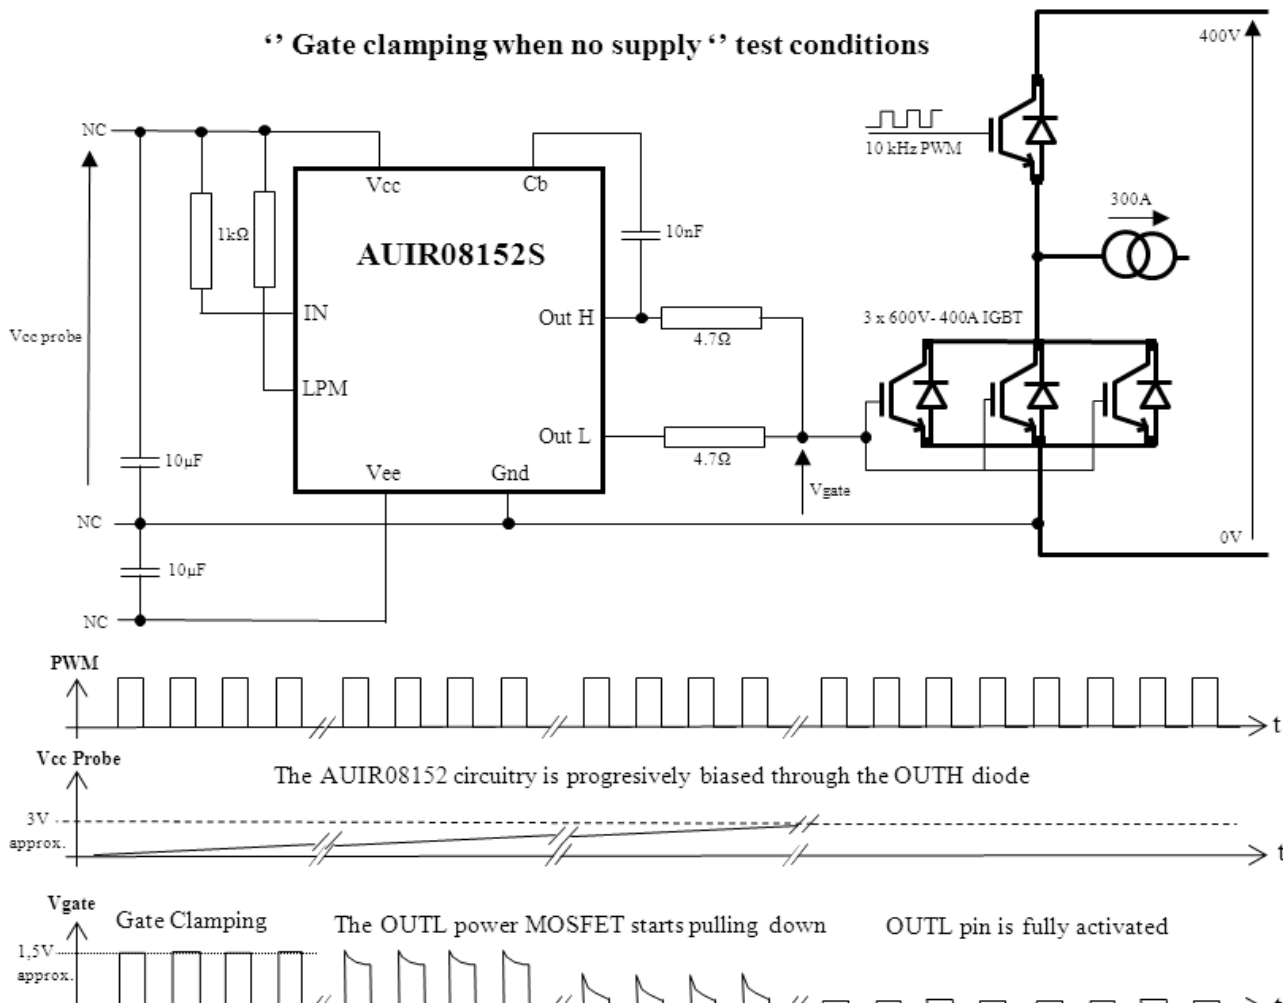 ‘’ Gate clamping when no supply ‘’ test conditions
400V
NC
10 kHz PWM
Vcc
Cb
300A
1kΩ
10nF
AUIR08152S
IN
Out H
3 x 600V- 400A IGBT
Vcc probe
4.7Ω
LPM
Out L
10µF
Vee
Gnd
4.7Ω
Vgate
NC
0V
10µF
NC
PWM
t
Vcc Probe
The AUIR08152 circuitry is progresively biased through the OUTH diode
3V
approx.
t
Vgate
Gate Clamping
The OUTL power MOSFET starts pulling down
OUTL pin is fully activated
1,5V
approx.
t